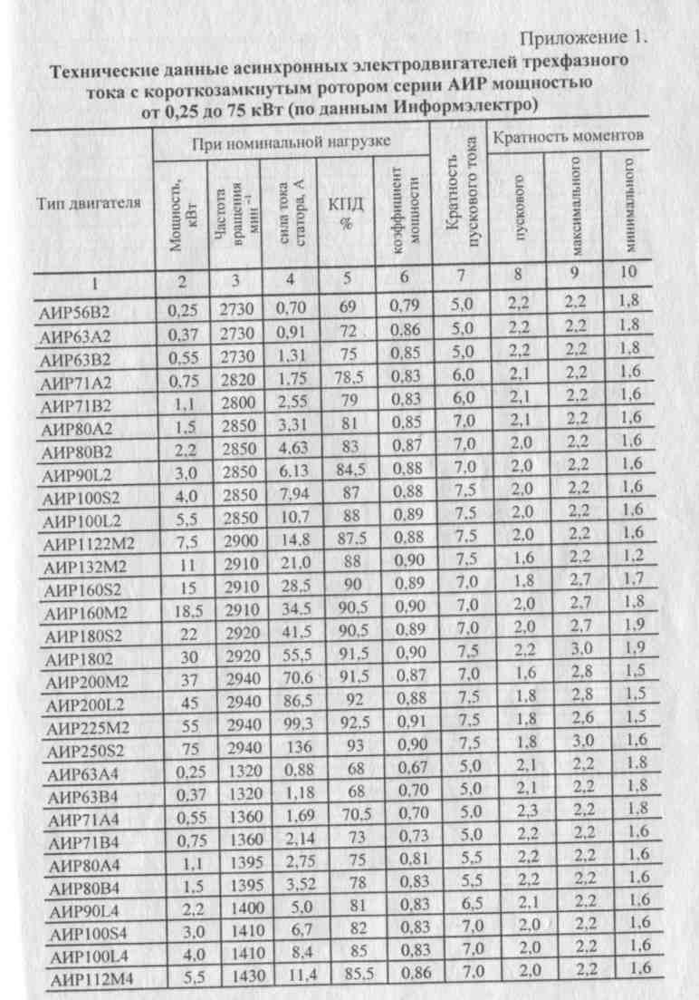 Приложение 1.
Технические данные асинхронных электродвигателей трехфазного
тока с короткозамкнутым ротором серии АИР мощностью
от 0,25 до 75 кВт (по данным Информэлектро)
Тип двигателя При номинальной нагрузке Кратность пускового тока Кратность моментов
Мощность, кВт Частота вращения мин⁻¹ сила тока статора, А КПД % коэффициент мощности пускового максимального минимального
1 2 3 4 5 6 7 8 9 10
АИР56В2 0,25 2730 0,70 69 0,79 5,0 2,2 2,2 1,8
АИР63А2 0,37 2730 0,91 72 0,86 5,0 2,2 2,2 1,8
АИР63В2 0,55 2730 1,31 75 0,85 5,0 2,2 2,2 1,8
АИР71А2 0,75 2820 1,75 78,5 0,83 6,0 2,1 2,2 1,6
АИР71В2 1,1 2800 2,55 79 0,83 6,0 2,1 2,2 1,6
АИР80А2 1,5 2850 3,31 81 0,85 7,0 2,1 2,2 1,6
АИР80В2 2,2 2850 4,63 83 0,87 7,0 2,0 2,2 1,6
АИР90L2 3,0 2850 6,13 84,5 0,88 7,0 2,0 2,2 1,6
АИР100S2 4,0 2850 7,94 87 0,88 7,5 2,0 2,2 1,6
АИР100L2 5,5 2850 10,7 88 0,89 7,5 2,0 2,2 1,6
АИР1122М2 7,5 2900 14,8 87,5 0,88 7,5 2,0 2,2 1,6
АИР132М2 11 2910 21,0 88 0,90 7,5 1,6 2,2 1,2
АИР160S2 15 2910 28,5 90 0,89 7,0 1,8 2,7 1,7
АИР160М2 18,5 2910 34,5 90,5 0,90 7,0 2,0 2,7 1,8
АИР180S2 22 2920 41,5 90,5 0,89 7,0 2,0 2,7 1,9
АИР1802 30 2920 55,5 91,5 0,90 7,5 2,2 3,0 1,9
АИР200М2 37 2940 70,6 91,5 0,87 7,0 1,6 2,8 1,5
АИР200L2 45 2940 86,5 92 0,88 7,5 1,8 2,8 1,5
АИР225М2 55 2940 99,3 92,5 0,91 7,5 1,8 2,6 1,5
АИР250S2 75 2940 136 93 0,90 7,5 1,8 3,0 1,6
АИР63А4 0,25 1320 0,88 68 0,67 5,0 2,1 2,2 1,8
АИР63В4 0,37 1320 1,18 68 0,70 5,0 2,1 2,2 1,8
АИР71А4 0,55 1360 1,69 70,5 0,70 5,0 2,3 2,2 1,8
АИР71В4 0,75 1360 2,14 73 0,73 5,0 2,2 2,2 1,6
АИР80А4 1,1 1395 2,75 75 0,81 5,5 2,2 2,2 1,6
АИР80В4 1,5 1395 3,52 78 0,83 5,5 2,2 2,2 1,6
АИР90L4 2,2 1400 5,0 81 0,83 6,5 2,1 2,2 1,6
АИР100S4 3,0 1410 6,7 82 0,83 7,0 2,0 2,2 1,6
АИР100L4 4,0 1410 8,4 85 0,83 7,0 2,0 2,2 1,6
АИР112М4 5,5 1430 11,4 85,5 0,86 7,0 2,0 2,2 1,6